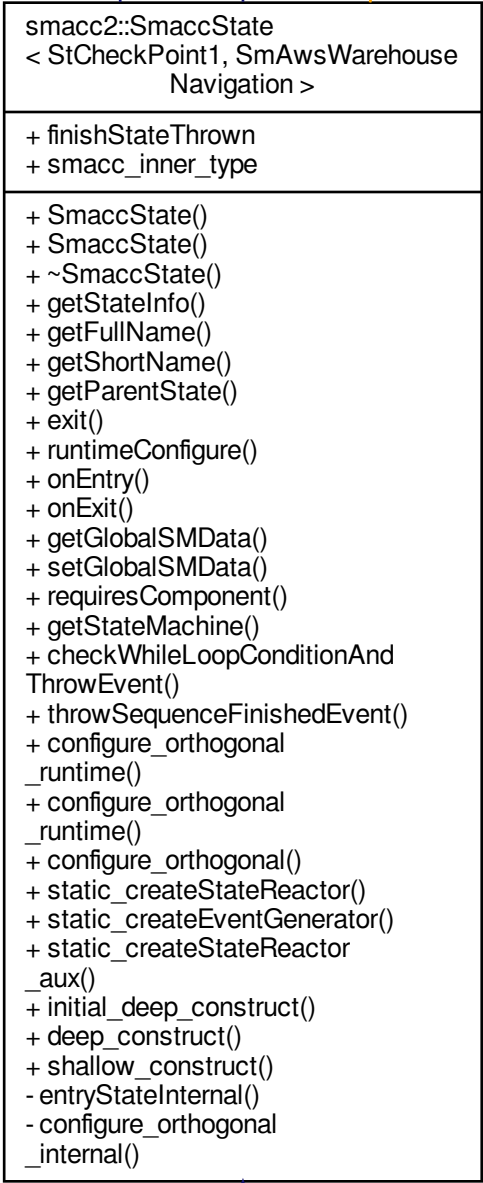 smacc2::SmaccState
< StCheckPoint1, SmAwsWarehouse
Navigation >
+ finishStateThrown
+ smacc_inner_type
+ SmaccState()
+ SmaccState()
+ ~SmaccState()
+ getStateInfo()
+ getFullName()
+ getShortName()
+ getParentState()
+ exit()
+ runtimeConfigure()
+ onEntry()
+ onExit()
+ getGlobalSMData()
+ setGlobalSMData()
+ requiresComponent()
+ getStateMachine()
+ checkWhileLoopConditionAnd
ThrowEvent()
+ throwSequenceFinishedEvent()
+ configure_orthogonal
_runtime()
+ configure_orthogonal
_runtime()
+ configure_orthogonal()
+ static_createStateReactor()
+ static_createEventGenerator()
+ static_createStateReactor
_aux()
+ initial_deep_construct()
+ deep_construct()
+ shallow_construct()
- entryStateInternal()
- configure_orthogonal
_internal()